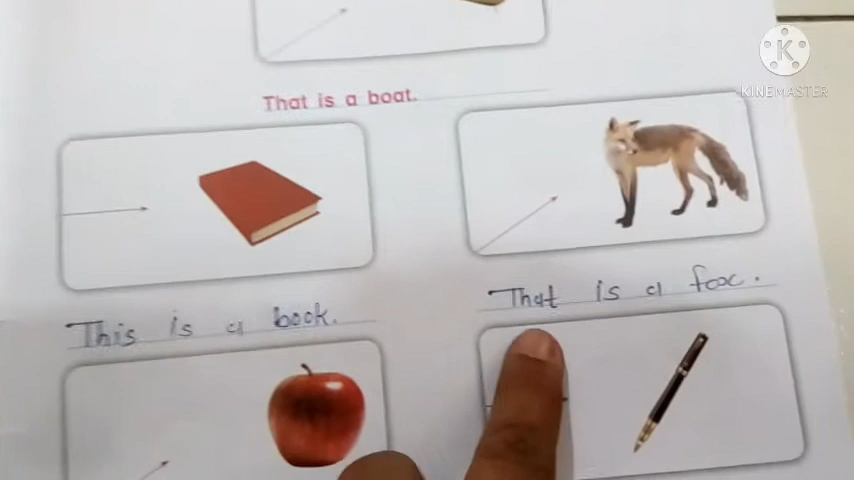 KINEMASTER
That is a boat.
This is a book.
That is a fox.